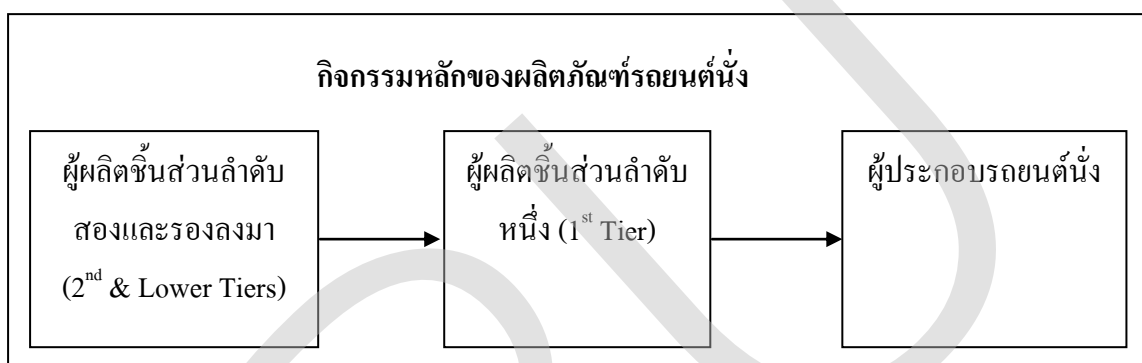 กิจกรรมหลักของผลิตภัณฑ์รถยนต์นั่ง
ผู้ผลิตชิ้นส่วนลำดับ
สองและรองลงมา
(2nd & Lower Tiers)
ผู้ผลิตชิ้นส่วนลำดับ
หนึ่ง (1st Tier)
ผู้ประกอบรถยนต์นั่ง